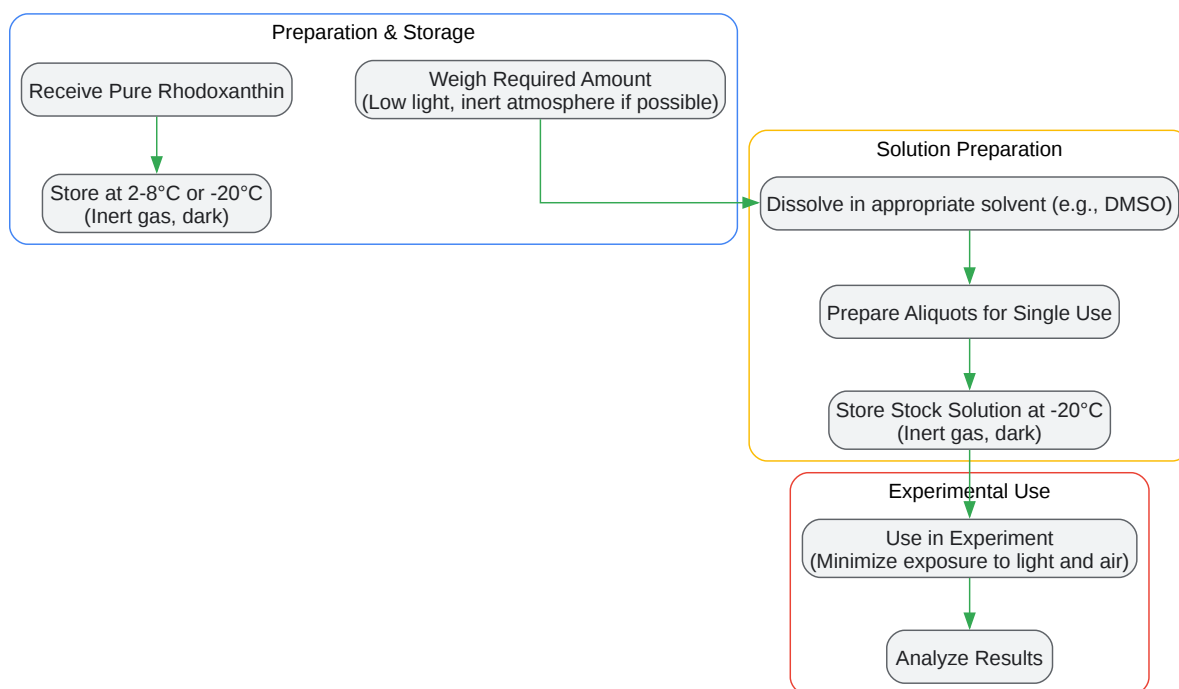 Preparation & Storage
Receive Pure Rhodoxanthin
Weigh Required Amount
(Low light, inert atmosphere if possible)
Store at 2-8°C or -20°C
(Inert gas, dark)
Solution Preparation
Dissolve in appropriate solvent (e.g., DMSO)
Prepare Aliquots for Single Use
Store Stock Solution at -20°C
(Inert gas, dark)
Experimental Use
Use in Experiment
(Minimize exposure to light and air)
Analyze Results